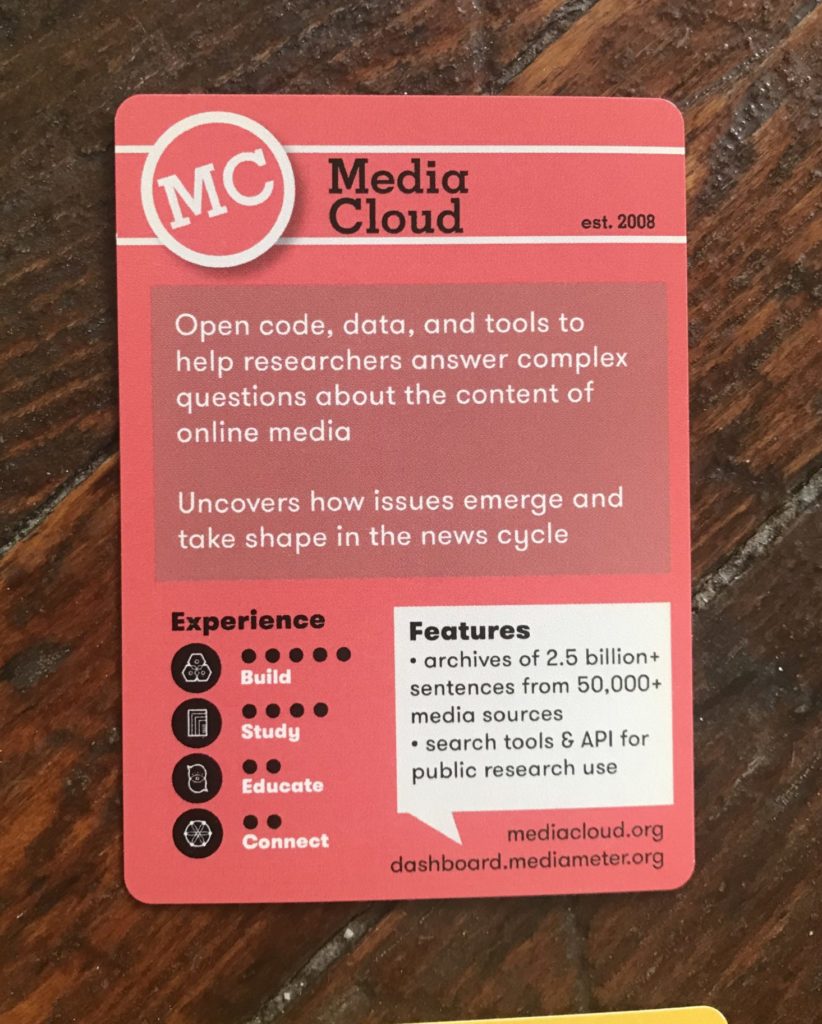 MC
Media
Cloud
est. 2008
Open code, data, and tools to
help researchers answer complex
questions about the content of
online media
Uncovers how issues emerge and
take shape in the news cycle
Experience
Build
Study
Educate
Connect
Features
• archives of 2.5 billion+
sentences from 50,000+
media sources
• search tools & API for
public research use
mediacloud.org
dashboard.mediameter.org